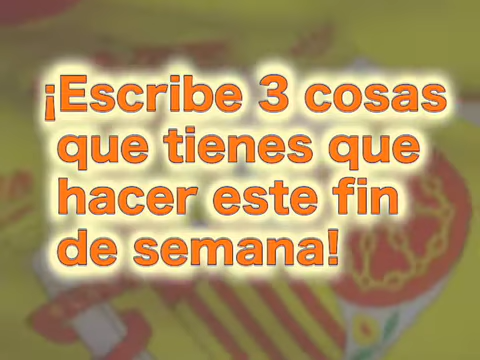 ¡Escribe 3 cosas
que tienes que
hacer este fin
de semana!